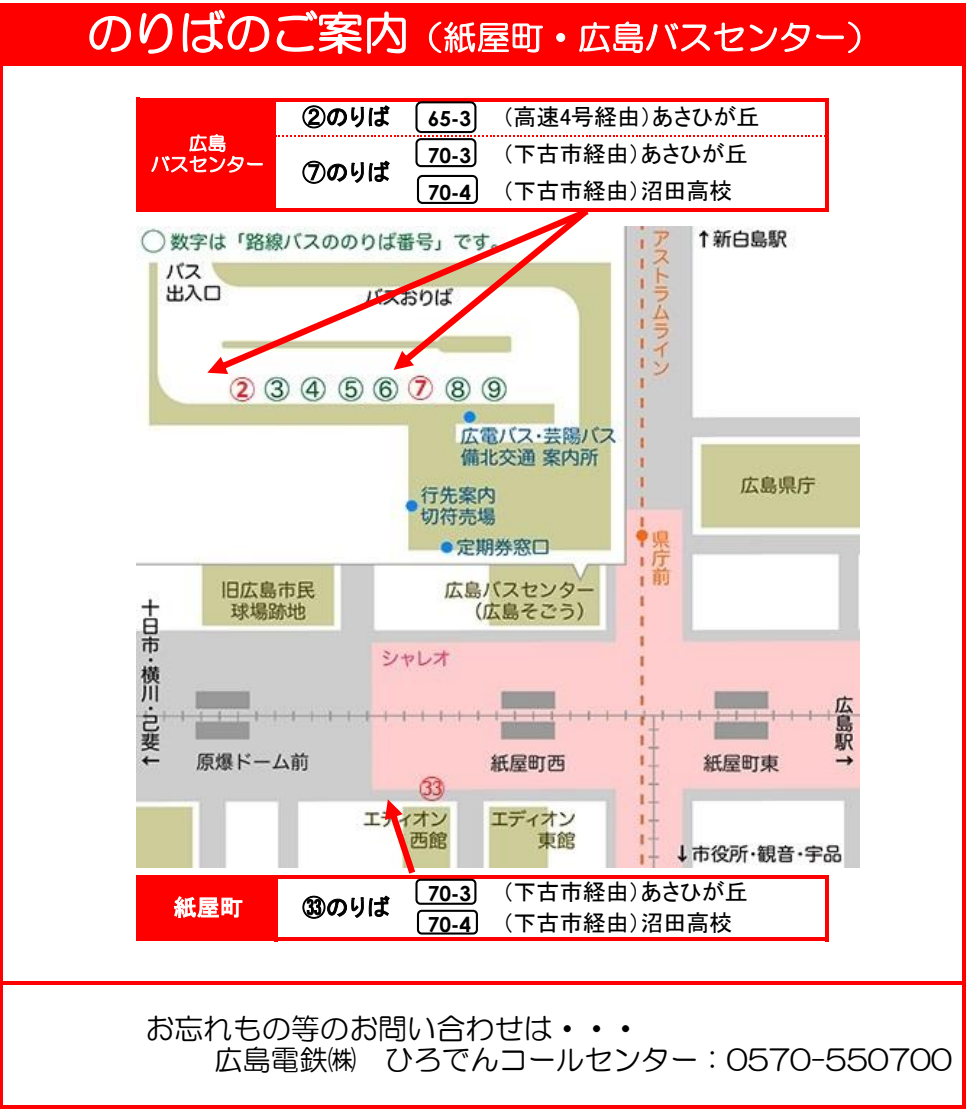 のりばのご案内（紙屋町・広島バスセンター）
広島
バスセンター
②のりば 65-3 （高速4号経由）あさひが丘
⑦のりば
70-3 （下古市経由）あさひが丘
70-4 （下古市経由）沼田高校
○数字は「路線バスののりば番号」です。
↑新白島駅
アストラムライン
バス
出入口
バスおりば
② ③ ④ ⑤ ⑥ ⑦ ⑧ ⑨
広電バス・芸陽バス
備北交通 案内所
行先案内
切符売場
定期券窓口
広島県庁
県庁前
旧広島市民
球場跡地
広島バスセンター
（広島そごう）
十日市・横川・己斐←
シャレオ
広島駅→
原爆ドーム前
紙屋町西
紙屋町東
㉝
エディオン
西館
エディオン
東館
↓市役所・観音・宇品
紙屋町
㉝のりば
70-3 （下古市経由）あさひが丘
70-4 （下古市経由）沼田高校
お忘れもの等のお問い合わせは・・・
広島電鉄㈱　ひろでんコールセンター：0570-550700